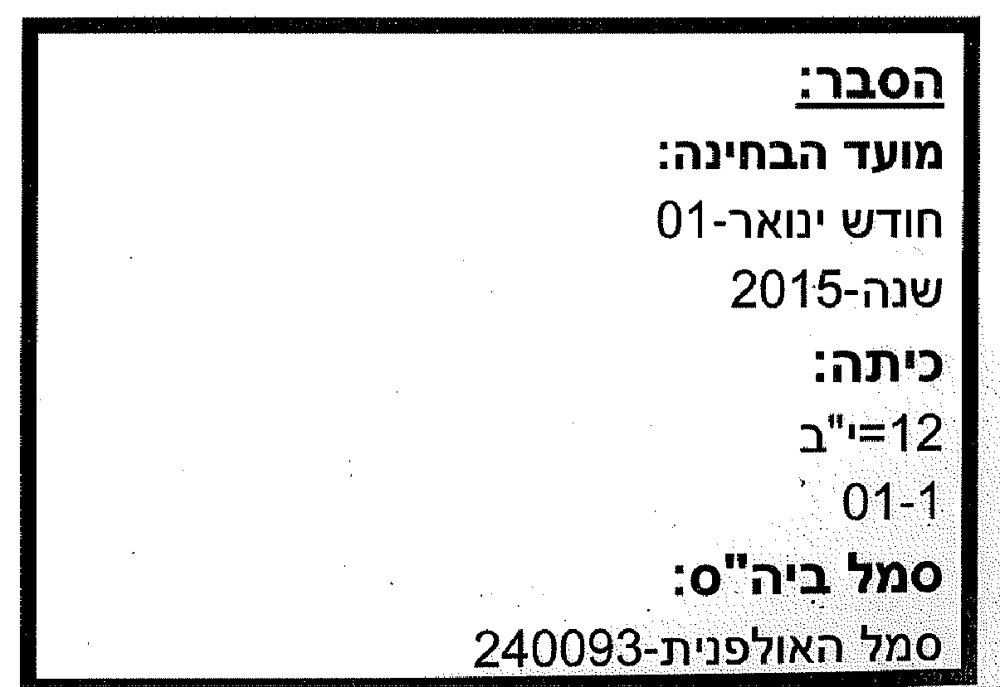 הסבר:
מועד הבחינה:
חודש ינואר-01
שנה-2015
כיתה:
12=י"ב
01-1
סמל ביה"ס:
סמל האולפנית-240093